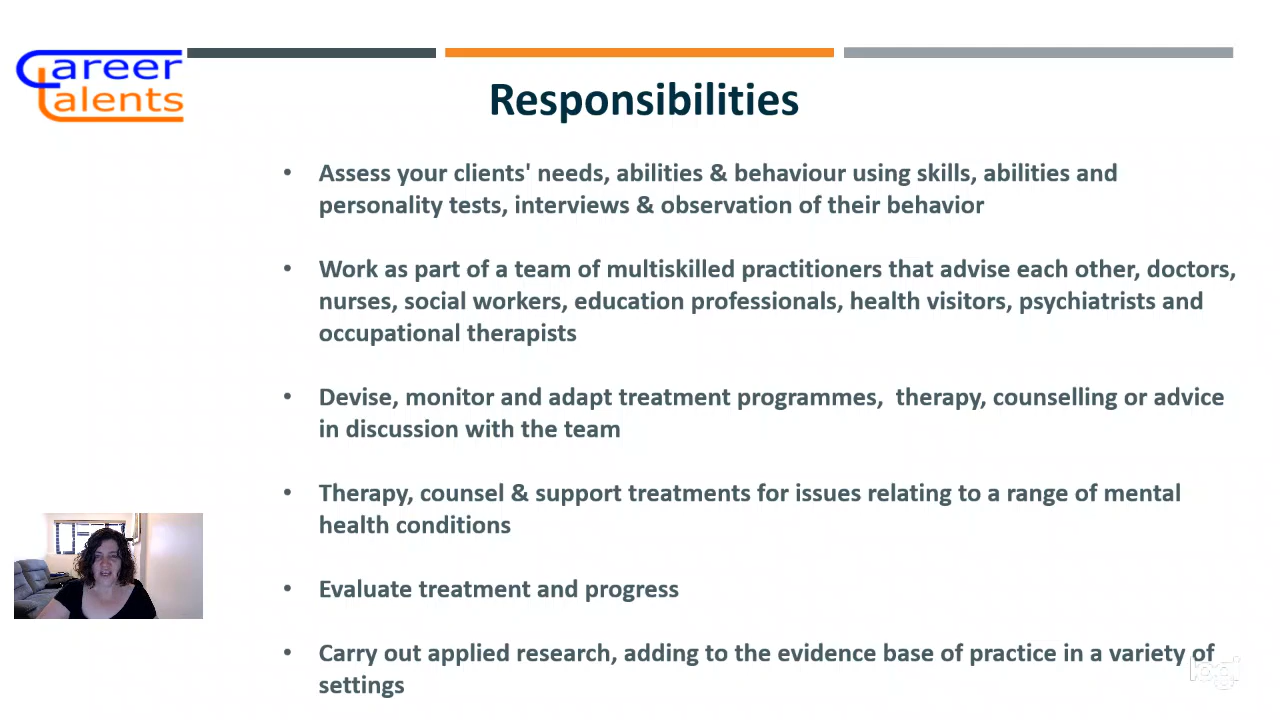 Career
Talents
Responsibilities
• Assess your clients' needs, abilities & behaviour using skills, abilities and
personality tests, interviews & observation of their behavior
• Work as part of a team of multiskilled practitioners that advise each other, doctors,
nurses, social workers, education professionals, health visitors, psychiatrists and
occupational therapists
• Devise, monitor and adapt treatment programmes,  therapy, counselling or advice
in discussion with the team
• Therapy, counsel & support treatments for issues relating to a range of mental
health conditions
• Evaluate treatment and progress
• Carry out applied research, adding to the evidence base of practice in a variety of
settings
logi